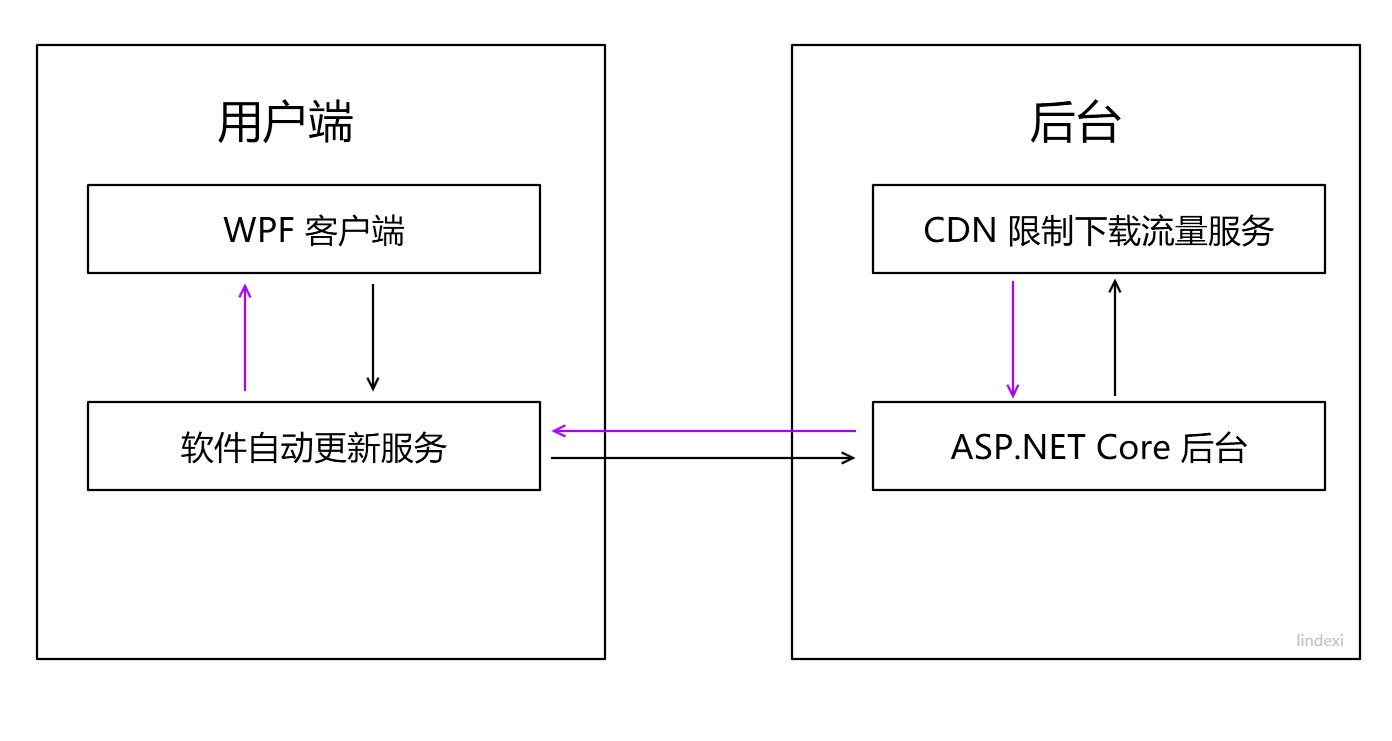 用户端
WPF 客户端
软件自动更新服务
后台
CDN 限制下载流量服务
ASP.NET Core 后台
lindexi